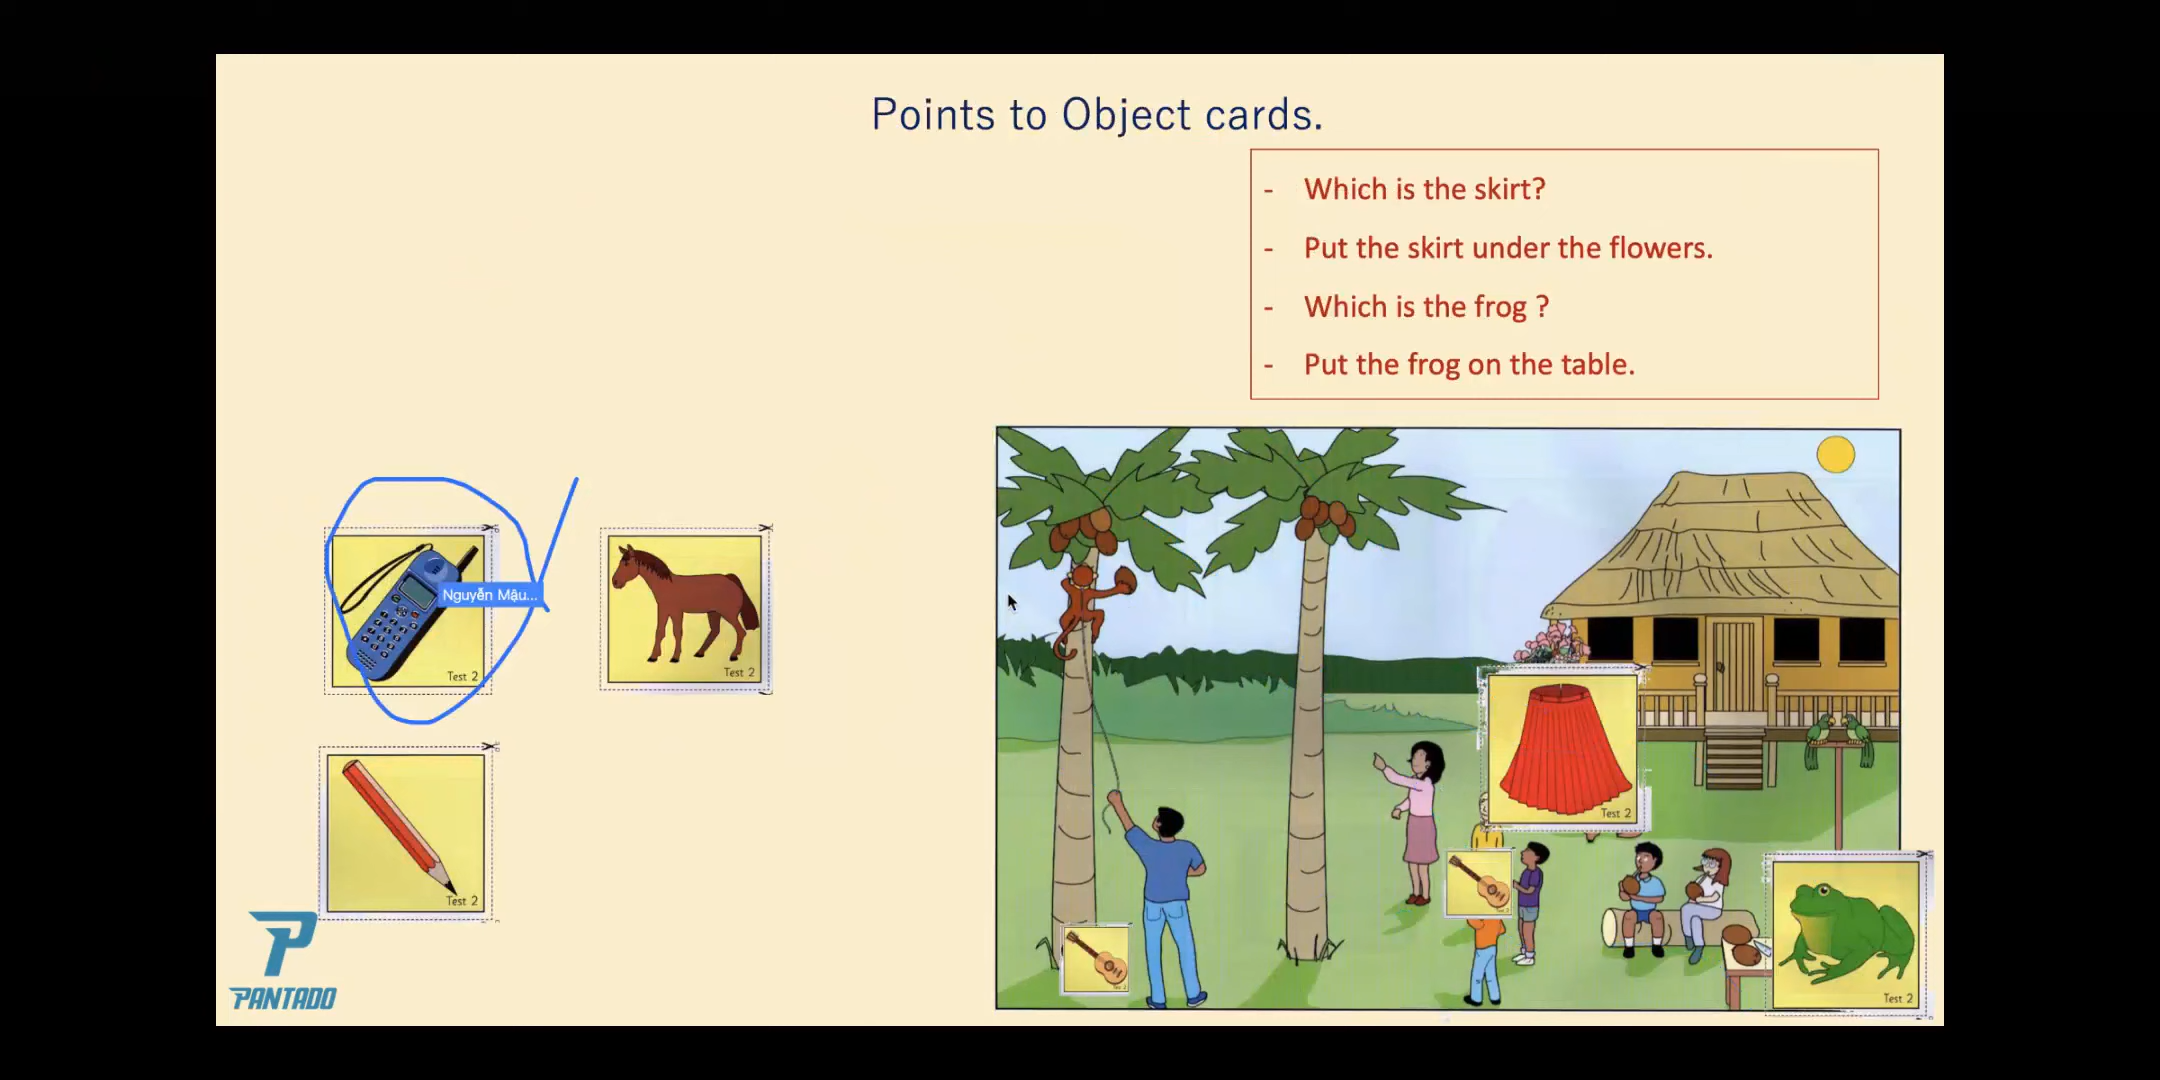 Points to Object cards.
- Which is the skirt?
- Put the skirt under the flowers.
- Which is the frog ?
- Put the frog on the table.
Nguyễn Mậu...
Test 2
Test 2
Test 2
Test 2
Test 2
PANTADO